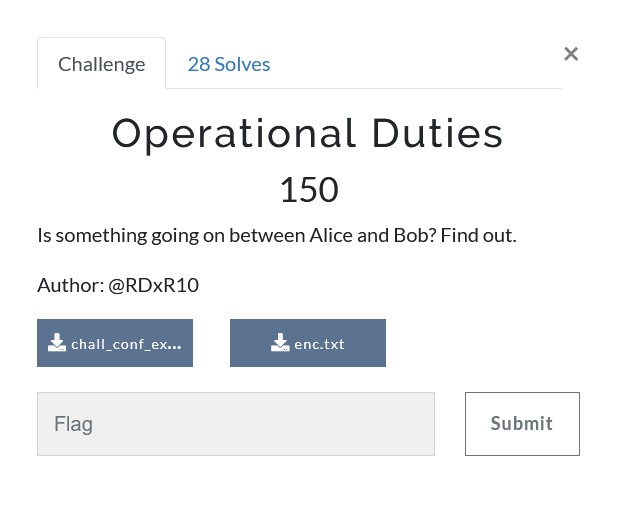 Challenge
28 Solves
×
Operational Duties
150
Is something going on between Alice and Bob? Find out.
Author: @RDxR10
chall_conf_ex...
enc.txt
Flag
Submit